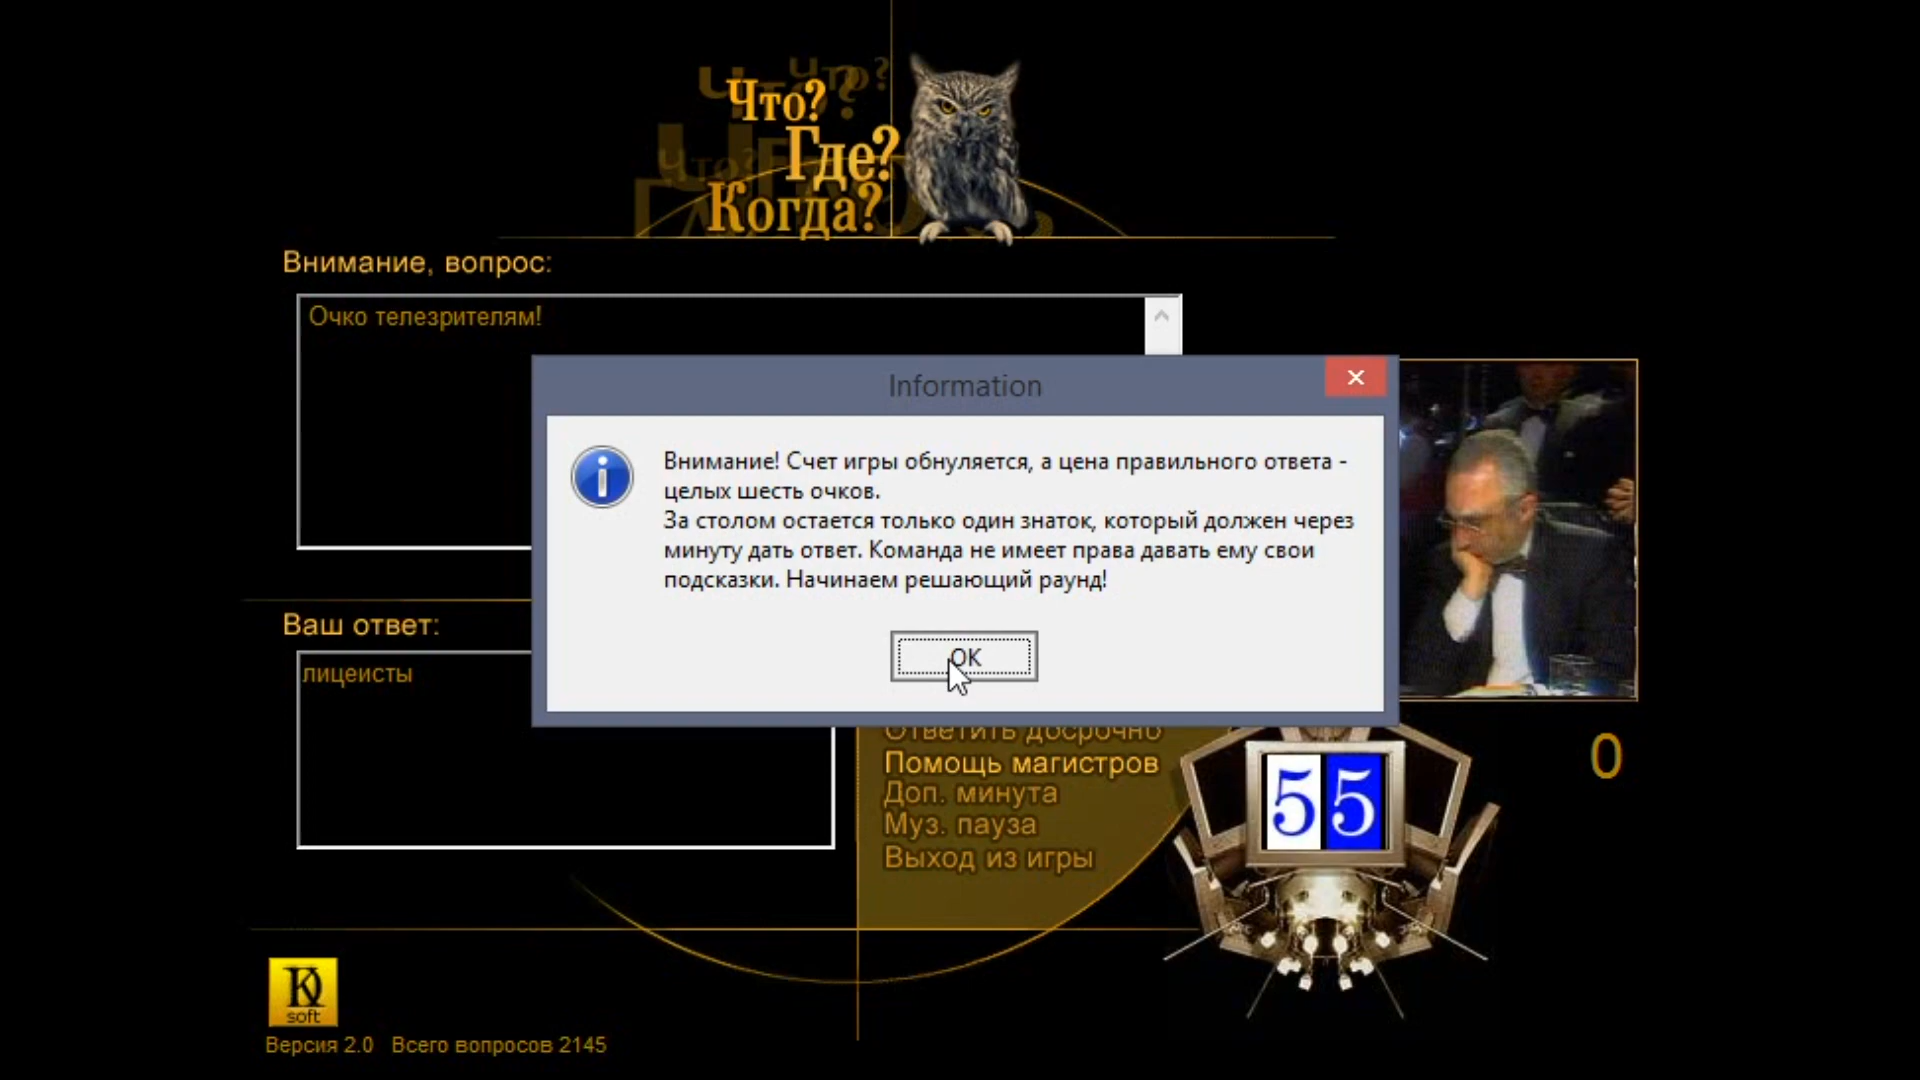 Что?
Где?
Когда?
Внимание, вопрос:
Очко телезрителям!
Information
Внимание! Счет игры обнуляется, а цена правильного ответа -
целых шесть очков.
За столом остается только один знаток, который должен через
минуту дать ответ. Команда не имеет права давать ему свои
подсказки. Начинаем решающий раунд!
OK
Ваш ответ:
лицеисты
Ответить досрочно
Помощь магистров
Доп. минута
Муз. пауза
Выход из игры
55
0
KD
soft
Версия 2.0 Всего вопросов 2145